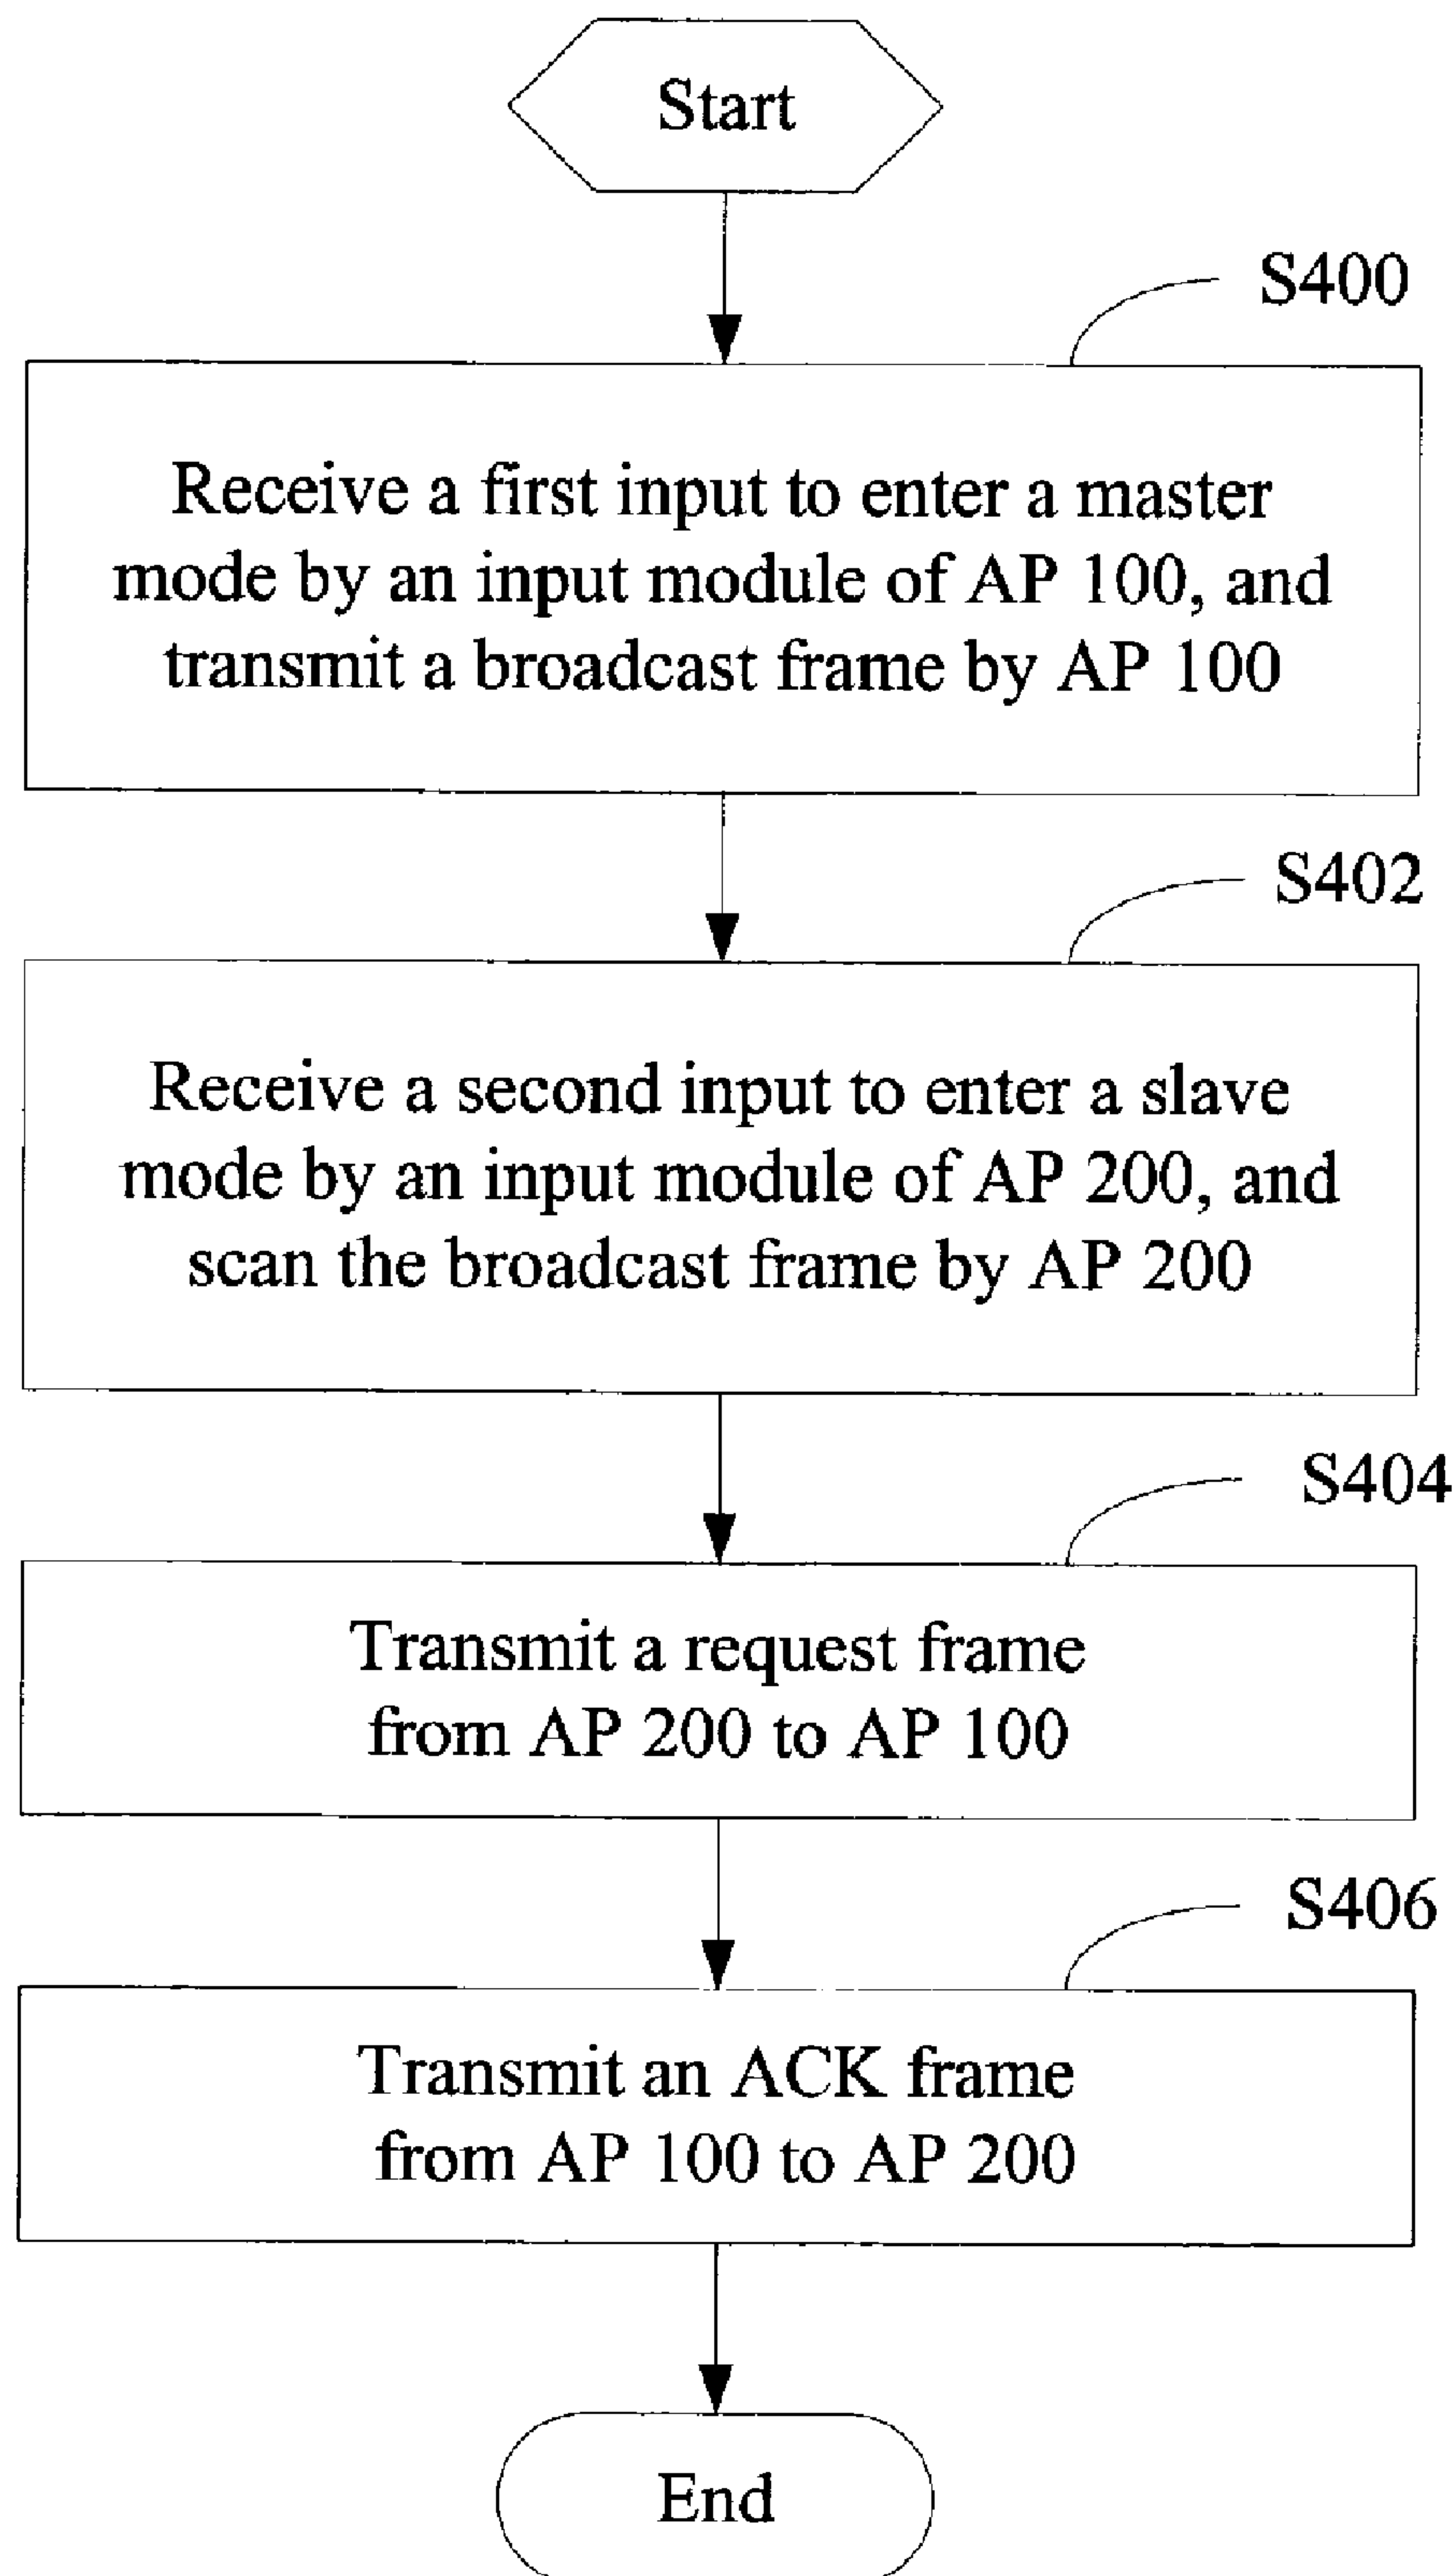 Start
S400
Receive a first input to enter a master
mode by an input module of AP 100, and
transmit a broadcast frame by AP 100
S402
Receive a second input to enter a slave
mode by an input module of AP 200, and
scan the broadcast frame by AP 200
S404
Transmit a request frame
from AP 200 to AP 100
S406
Transmit an ACK frame
from AP 100 to AP 200
End